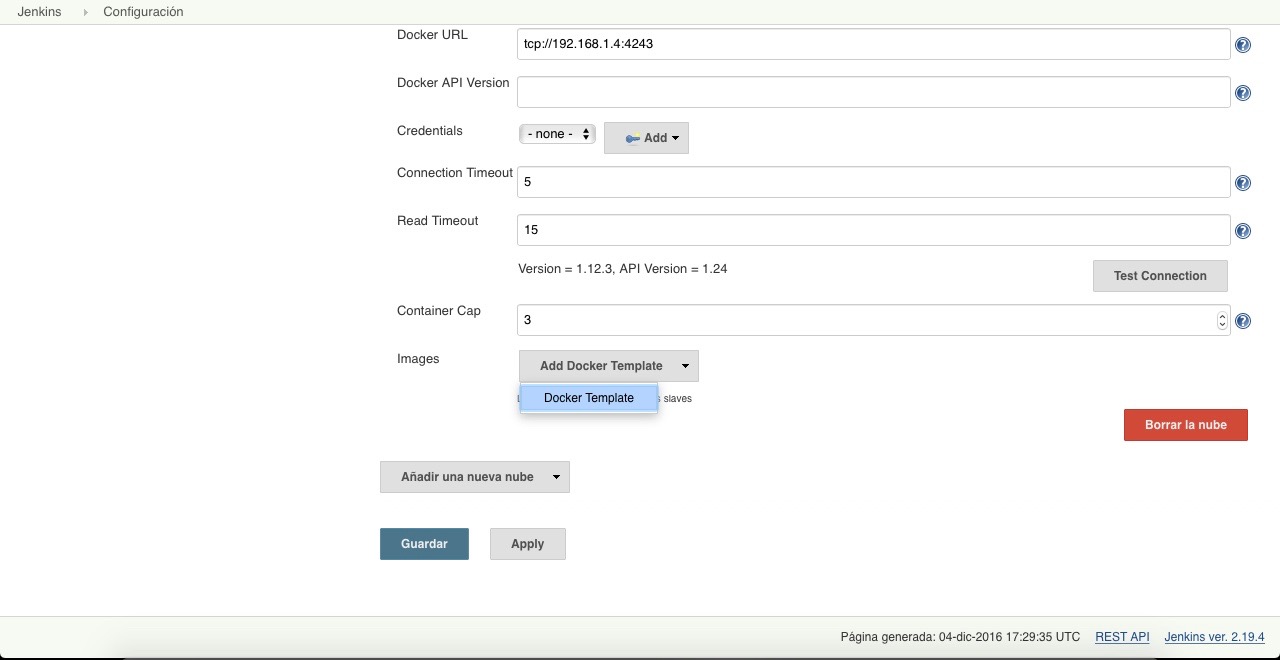 Jenkins Configuración
Docker URL tcp://192.168.1.4:4243
Docker API Version
Credentials - none - Add
Connection Timeout 5
Read Timeout 15
Version = 1.12.3, API Version = 1.24
Test Connection
Container Cap 3
Images Add Docker Template
Docker Template slaves
Borrar la nube
Añadir una nueva nube
Guardar Apply
Página generada: 04-dic-2016 17:29:35 UTC REST API Jenkins ver. 2.19.4